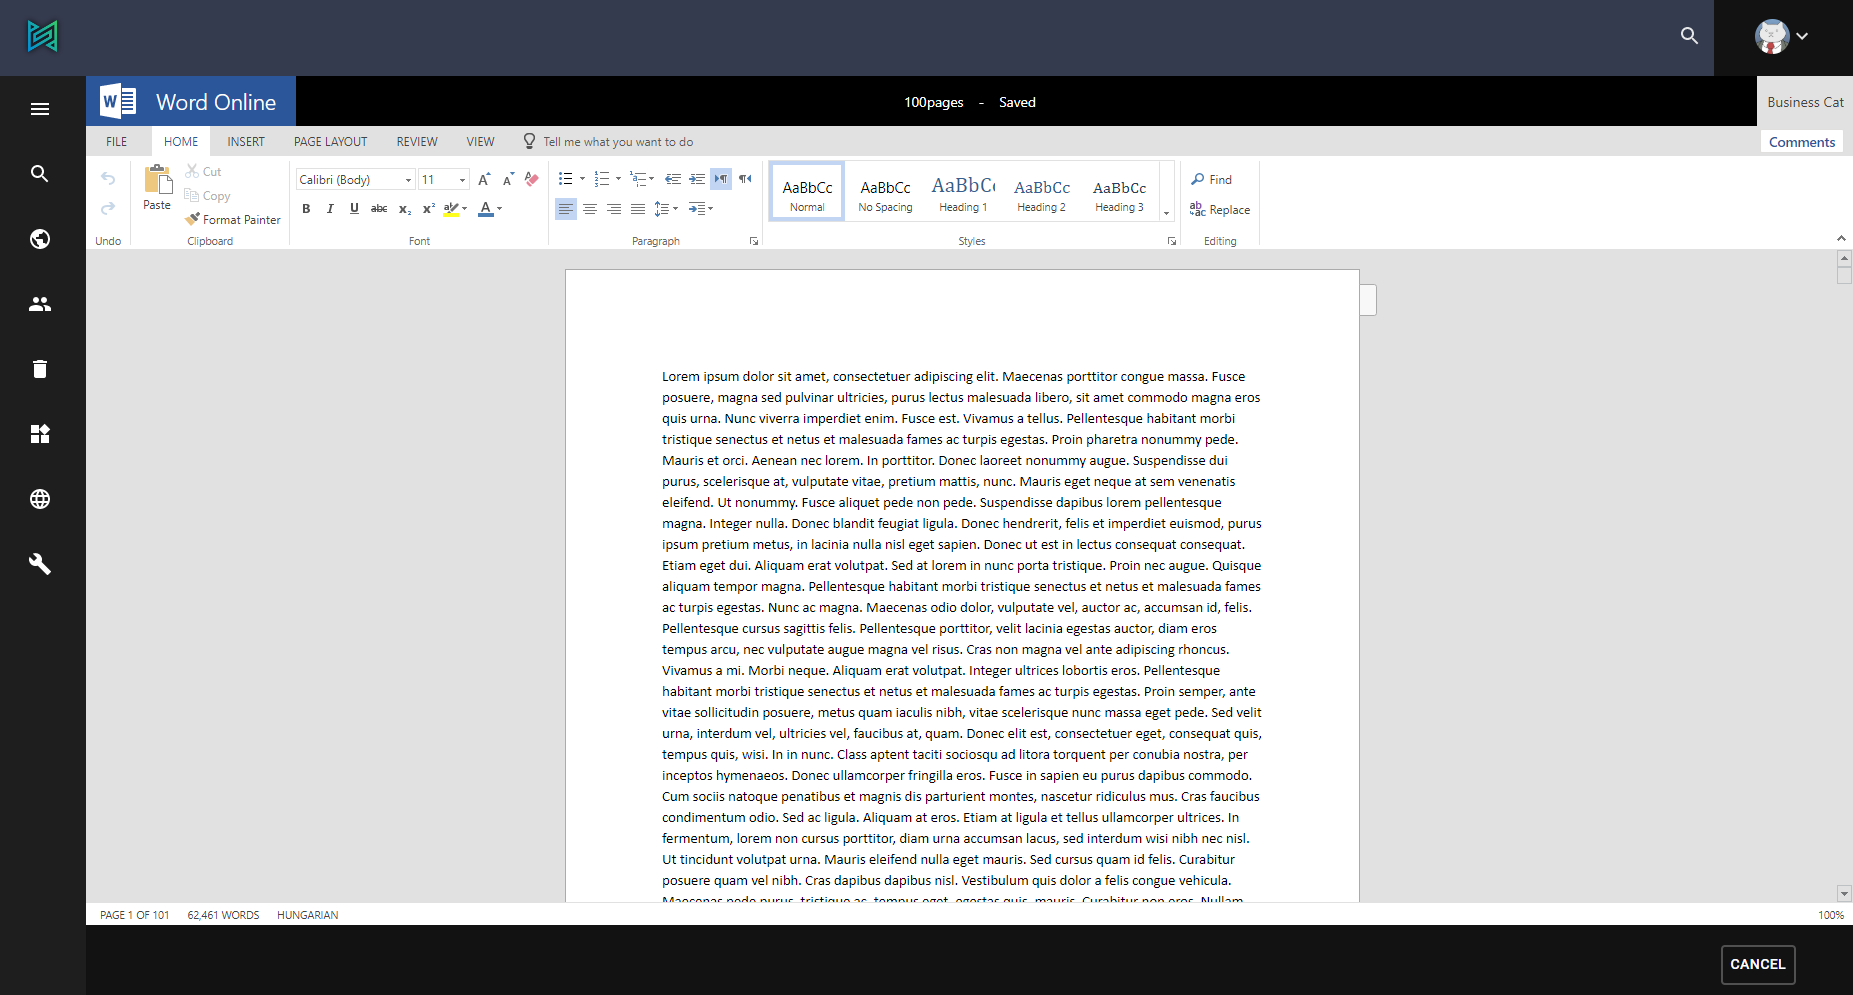 100pages - Saved
Word Online
Business Cat
FILE HOME INSERT PAGE LAYOUT REVIEW VIEW Tell me what you want to do
Comments
Paste
Cut
Copy
Format Painter
Calibri (Body) 11
B I U abc x₂ x² ab A
AaBbCc AaBbCc AaBbCc AaBbCc AaBbCc
Normal No Spacing Heading 1 Heading 2 Heading 3
Find
Replace
Undo Clipboard Font Paragraph Styles Editing
Lorem ipsum dolor sit amet, consectetuer adipiscing elit. Maecenas porttitor congue massa. Fusce
posuere, magna sed pulvinar ultricies, purus lectus malesuada libero, sit amet commodo magna eros
quis urna. Nunc viverra imperdiet enim. Fusce est. Vivamus a tellus. Pellentesque habitant morbi
tristique senectus et netus et malesuada fames ac turpis egestas. Proin pharetra nonummy pede.
Mauris et orci. Aenean nec lorem. In porttitor. Donec laoreet nonummy augue. Suspendisse dui
purus, scelerisque at, vulputate vitae, pretium mattis, nunc. Mauris eget neque at sem venenatis
eleifend. Ut nonummy. Fusce aliquet pede non pede. Suspendisse dapibus lorem pellentesque
magna. Integer nulla. Donec blandit feugiat ligula. Donec hendrerit, felis et imperdiet euismod, purus
ipsum pretium metus, in lacinia nulla nisl eget sapien. Donec ut est in lectus consequat consequat.
Etiam eget dui. Aliquam erat volutpat. Sed at lorem in nunc porta tristique. Proin nec augue. Quisque
aliquam tempor magna. Pellentesque habitant morbi tristique senectus et netus et malesuada fames
ac turpis egestas. Nunc ac magna. Maecenas odio dolor, vulputate vel, auctor ac, accumsan id, felis.
Pellentesque cursus sagittis felis. Pellentesque porttitor, velit lacinia egestas auctor, diam eros
tempus arcu, nec vulputate augue magna vel risus. Cras non magna vel ante adipiscing rhoncus.
Vivamus a mi. Morbi neque. Aliquam erat volutpat. Integer ultrices lobortis eros. Pellentesque
habitant morbi tristique senectus et netus et malesuada fames ac turpis egestas. Proin semper, ante
vitae sollicitudin posuere, metus quam iaculis nibh, vitae scelerisque nunc massa eget pede. Sed velit
urna, interdum vel, ultricies vel, faucibus at, quam. Donec elit est, consectetuer eget, consequat quis,
tempus quis, wisi. In in nunc. Class aptent taciti sociosqu ad litora torquent per conubia nostra, per
inceptos hymenaeos. Donec ullamcorper fringilla eros. Fusce in sapien eu purus dapibus commodo.
Cum sociis natoque penatibus et magnis dis parturient montes, nascetur ridiculus mus. Cras faucibus
condimentum odio. Sed ac ligula. Aliquam at eros. Etiam at ligula et tellus ullamcorper ultrices. In
fermentum, lorem non cursus porttitor, diam urna accumsan lacus, sed interdum wisi nibh nec nisl.
Ut tincidunt volutpat urna. Mauris eleifend nulla eget mauris. Sed cursus quam id felis. Curabitur
posuere quam vel nibh. Cras dapibus dapibus nisl. Vestibulum quis dolor a felis congue vehicula.
Maecenas pede purus, tristique ac, tempus eget, egestas quis, mauris. Curabitur non eros. Nullam
PAGE 1 OF 101 62,461 WORDS HUNGARIAN 100%
CANCEL